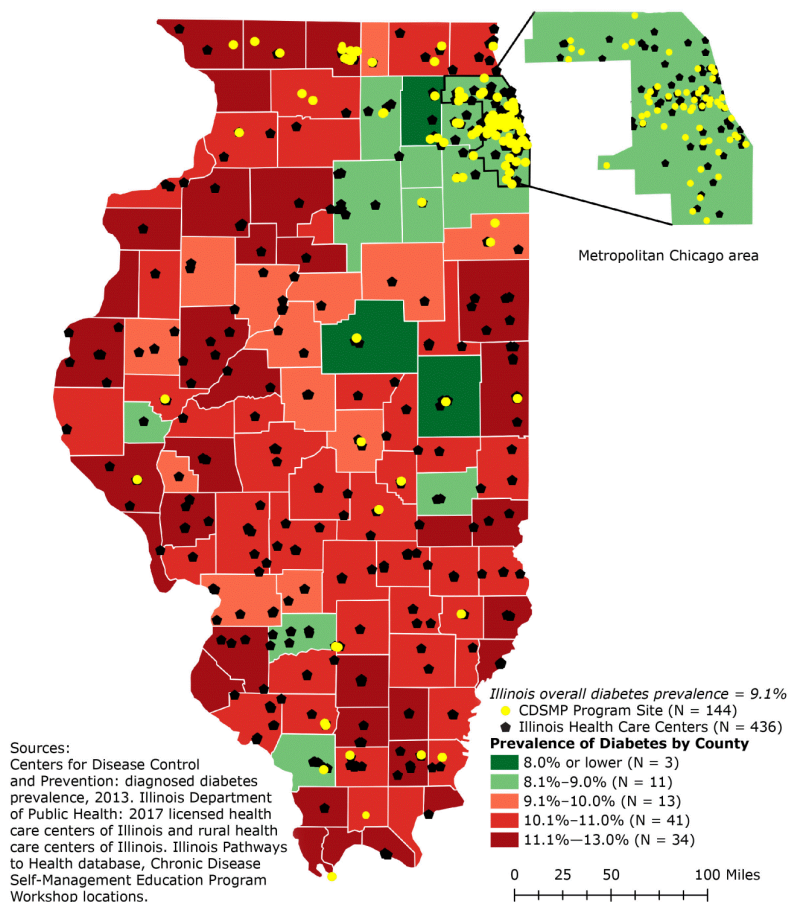 Metropolitan Chicago area
Illinois overall diabetes prevalence = 9.1%
CDSMP Program Site (N = 144)
Illinois Health Care Centers (N = 436)
Prevalence of Diabetes by County
8.0% or lower (N = 3)
8.1%–9.0% (N = 11)
9.1%–10.0% (N = 13)
10.1%–11.0% (N = 41)
11.1%—13.0% (N = 34)
0 25 50 100 Miles
Sources:
Centers for Disease Control
and Prevention: diagnosed diabetes
prevalence, 2013. Illinois Department
of Public Health: 2017 licensed health
care centers of Illinois and rural health
care centers of Illinois. Illinois Pathways
to Health database, Chronic Disease
Self-Management Education Program
Workshop locations.